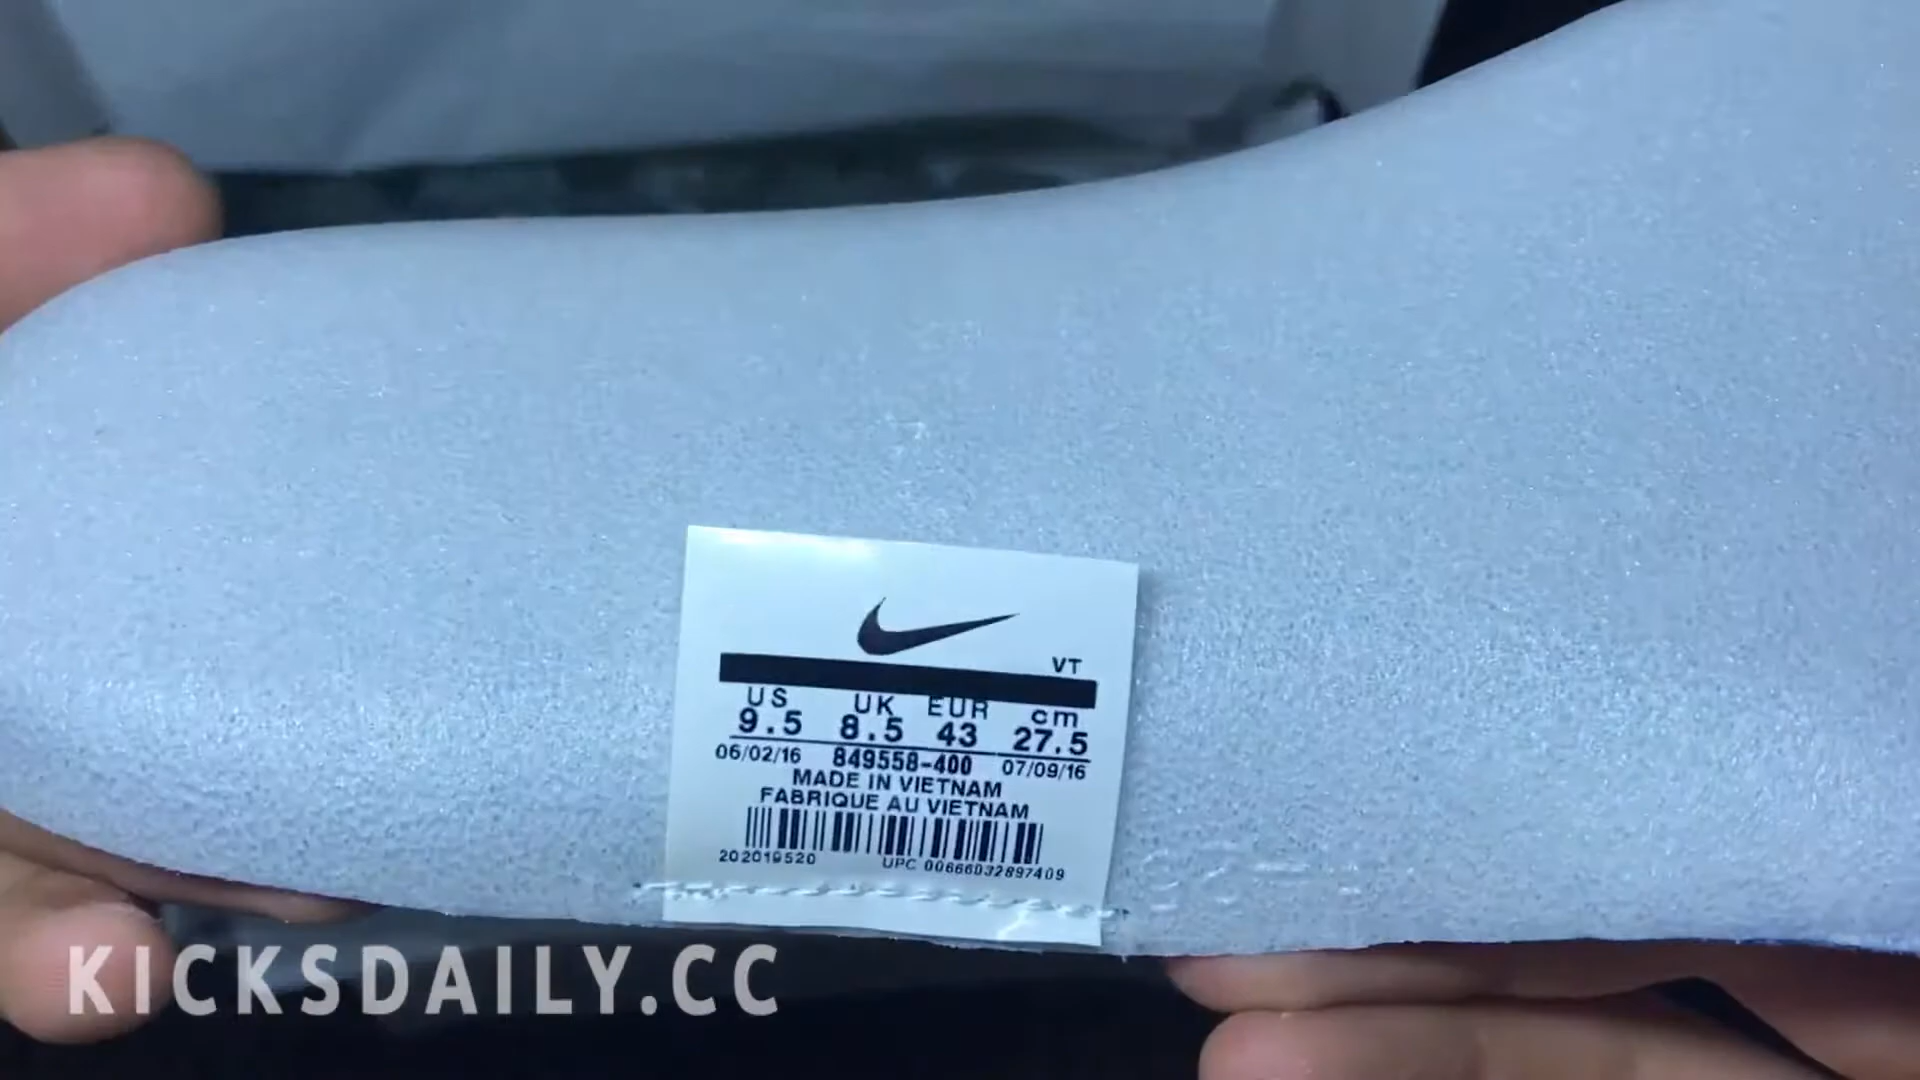 VT
US UK EUR cm
9.5 8.5 43 27.5
06/02/16 849558-400 07/09/16
MADE IN VIETNAM
FABRIQUE AU VIETNAM
202019520 UPC 00666032897409
KICKSDAILY.CC